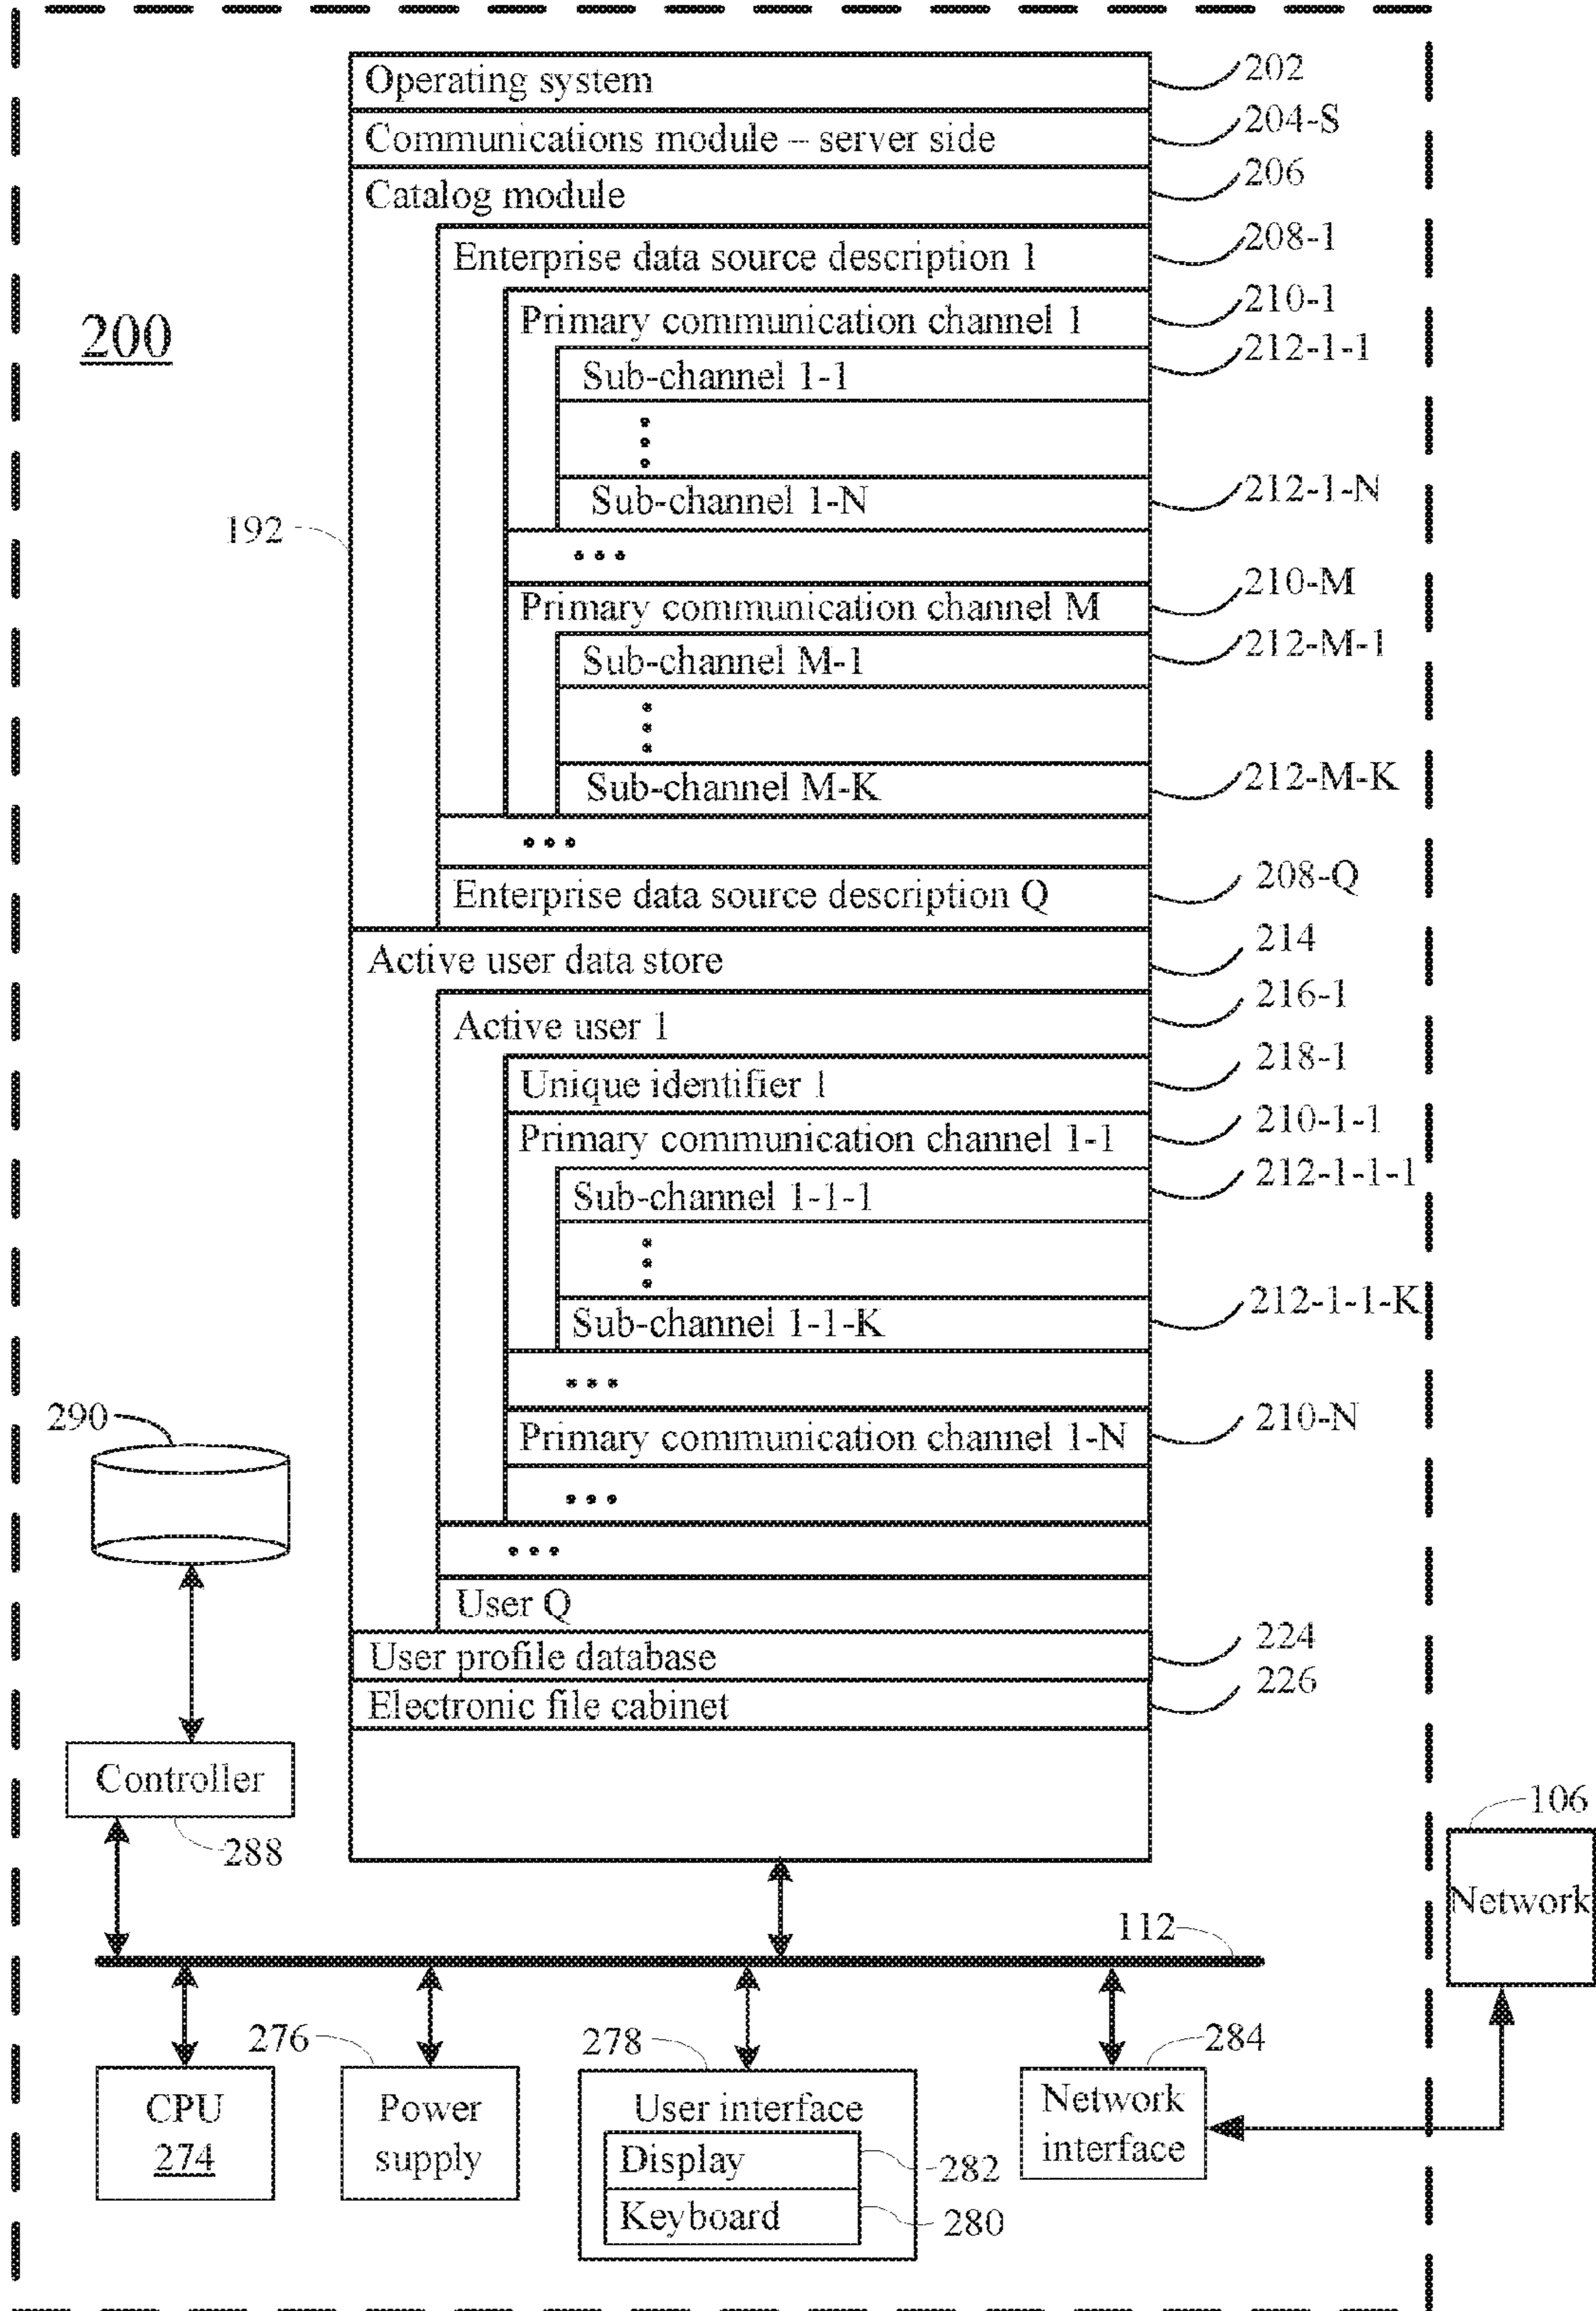 Operating system
202
Communications module – server side
204-S
Catalog module
206
Enterprise data source description 1
208-1
Primary communication channel 1
210-1
200
Sub-channel 1-1
212-1-1
Sub-channel 1-N
212-1-N
192
Primary communication channel M
210-M
Sub-channel M-1
212-M-1
Sub-channel M-K
212-M-K
Enterprise data source description Q
208-Q
Active user data store
214
Active user 1
216-1
Unique identifier 1
218-1
Primary communication channel 1-1
210-1-1
Sub-channel 1-1-1
212-1-1-1
Sub-channel 1-1-K
212-1-1-K
290
Primary communication channel 1-N
210-N
User Q
User profile database
224
Electronic file cabinet
226
Controller
288
106
Network
112
276
278
284
CPU
274
Power
supply
User interface
Display
282
Keyboard
280
Network
interface